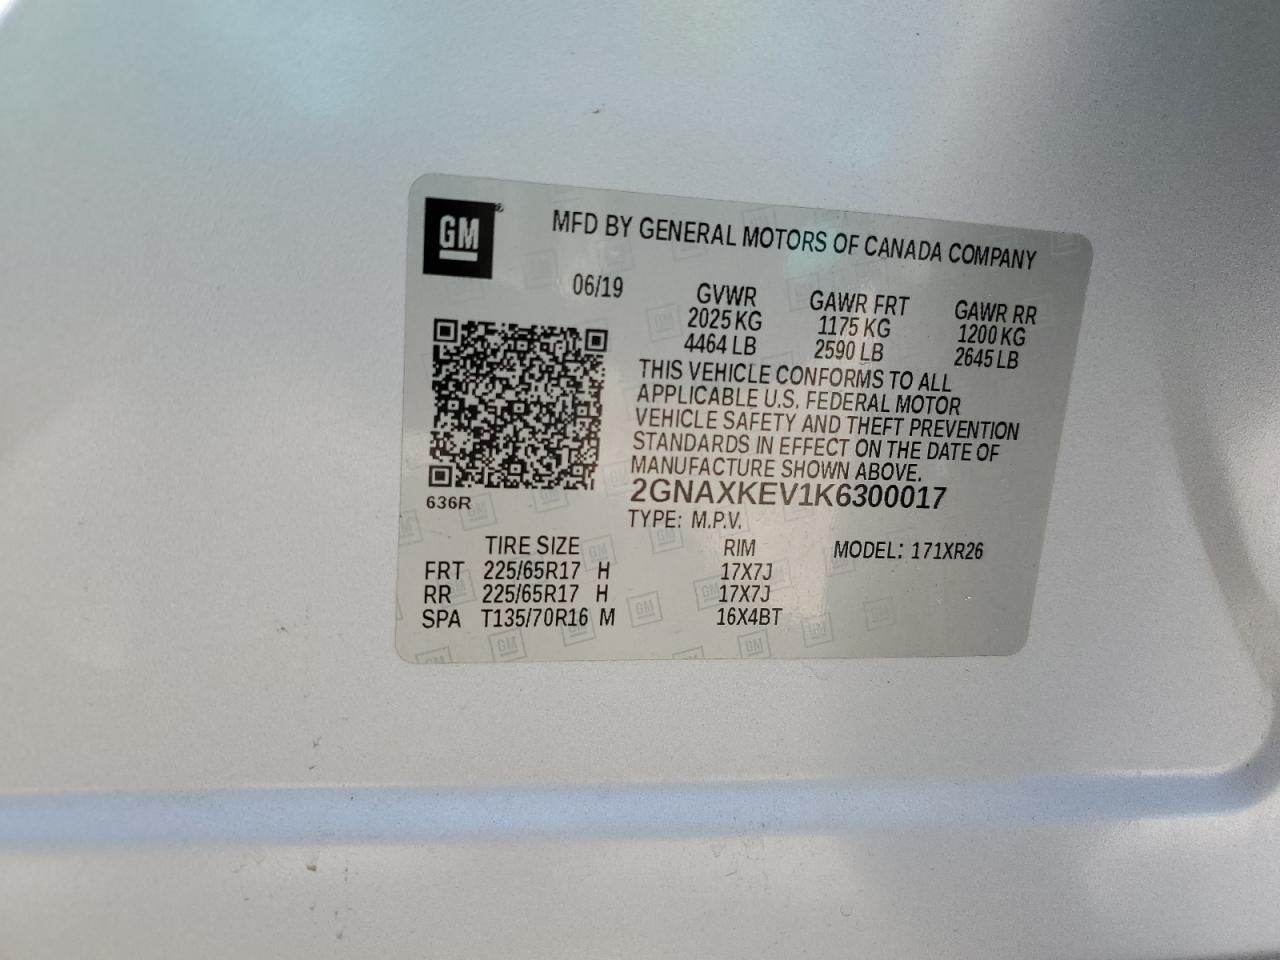 GM®
MFD BY GENERAL MOTORS OF CANADA COMPANY
06/19
GVWR GAWR FRT GAWR RR
2025 KG 1175 KG 1200 KG
4464 LB 2590 LB 2645 LB
THIS VEHICLE CONFORMS TO ALL
APPLICABLE U.S. FEDERAL MOTOR
VEHICLE SAFETY AND THEFT PREVENTION
STANDARDS IN EFFECT ON THE DATE OF
MANUFACTURE SHOWN ABOVE.
2GNAXKEV1K6300017
636R
TYPE: M.P.V.
TIRE SIZE RIM MODEL: 171XR26
FRT 225/65R17 H 17X7J
RR 225/65R17 H 17X7J
SPA T135/70R16 M 16X4BT